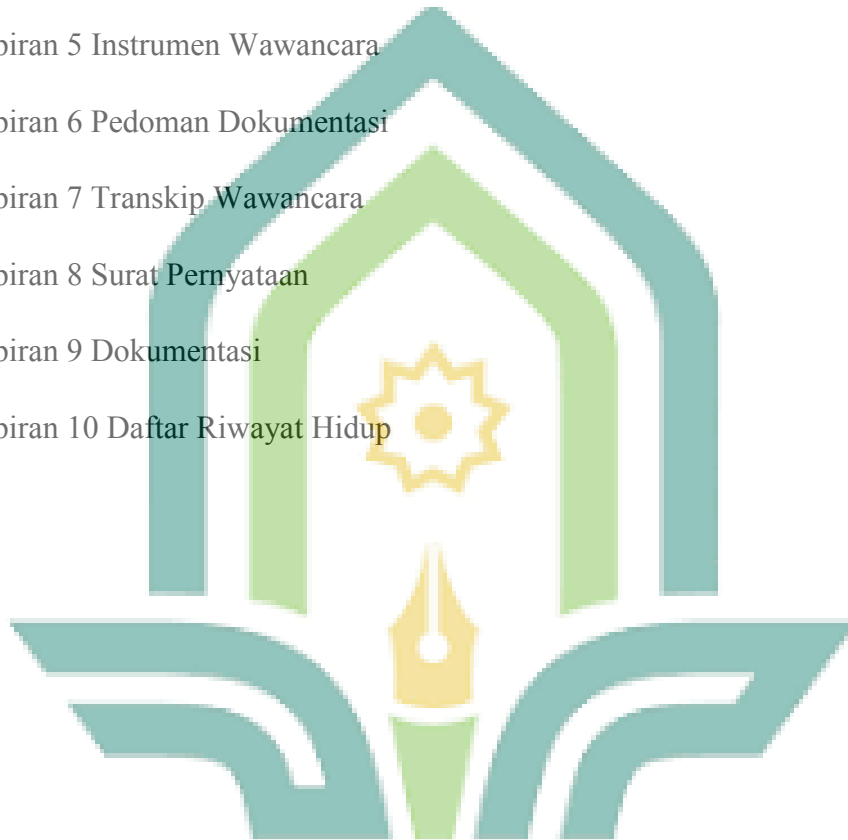 piran 5 Instrumen Wawancara
piran 6 Pedoman Dokumentasi
piran 7 Transkip Wawancara
piran 8 Surat Pernyataan
piran 9 Dokumentasi
piran 10 Daftar Riwayat Hidup